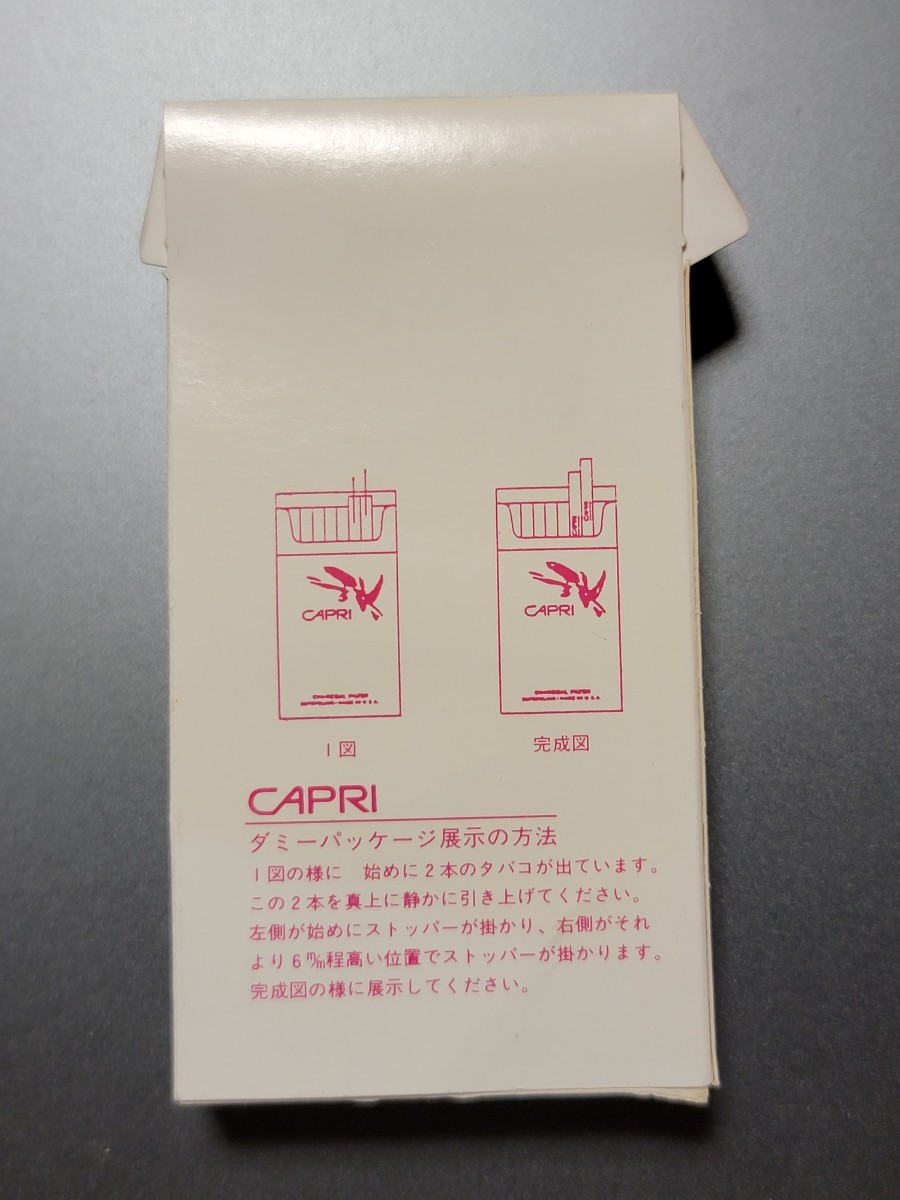 CAPRI
CHARCOAL FILTER
CAPRI
CHARCOAL FILTER
1図
完成図
CAPRI
ダミーパッケージ展示の方法
1図の様に 始めに2本のタバコが出ています。
この2本を真上に静かに引き上げてください。
左側が始めにストッパーが掛かり、右側がそれ
より6㎜程高い位置でストッパーが掛かります。
完成図の様に展示してください。